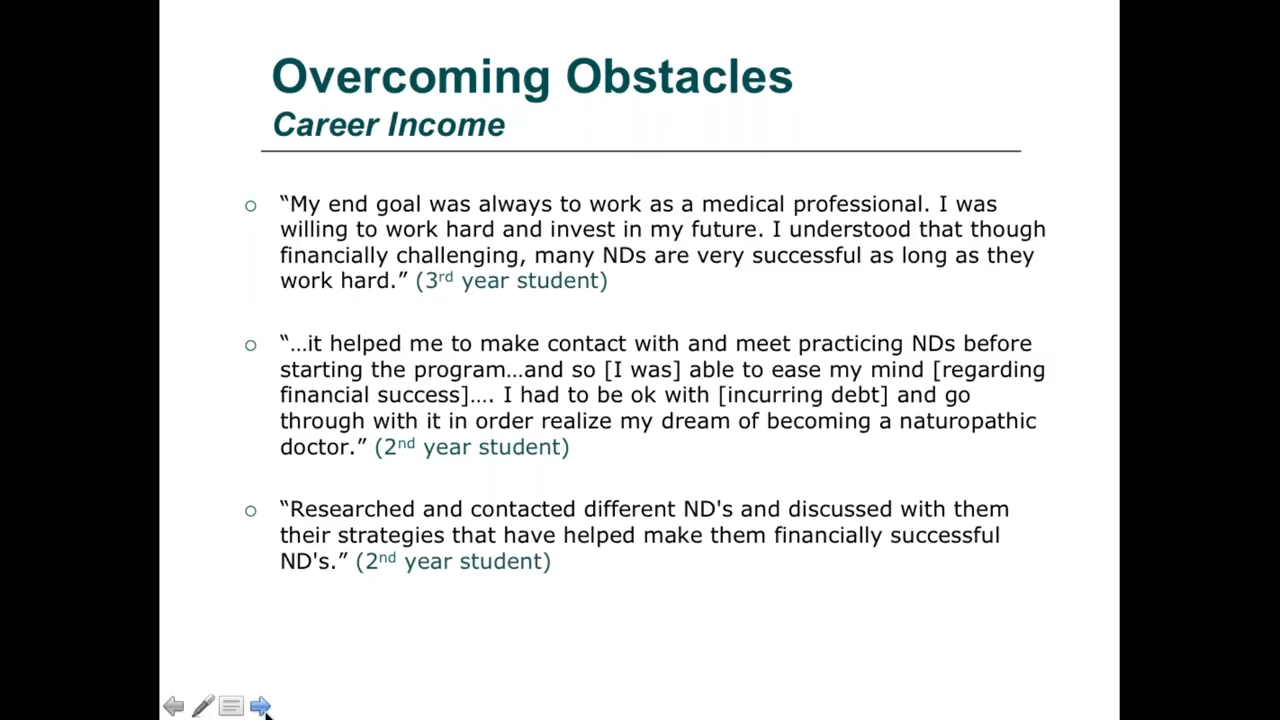 Overcoming Obstacles
Career Income
○ “My end goal was always to work as a medical professional. I was
willing to work hard and invest in my future. I understood that though
financially challenging, many NDs are very successful as long as they
work hard.” (3rd year student)
○ “…it helped me to make contact with and meet practicing NDs before
starting the program…and so [I was] able to ease my mind [regarding
financial success]…. I had to be ok with [incurring debt] and go
through with it in order realize my dream of becoming a naturopathic
doctor.” (2nd year student)
○ “Researched and contacted different ND's and discussed with them
their strategies that have helped make them financially successful
ND's.” (2nd year student)